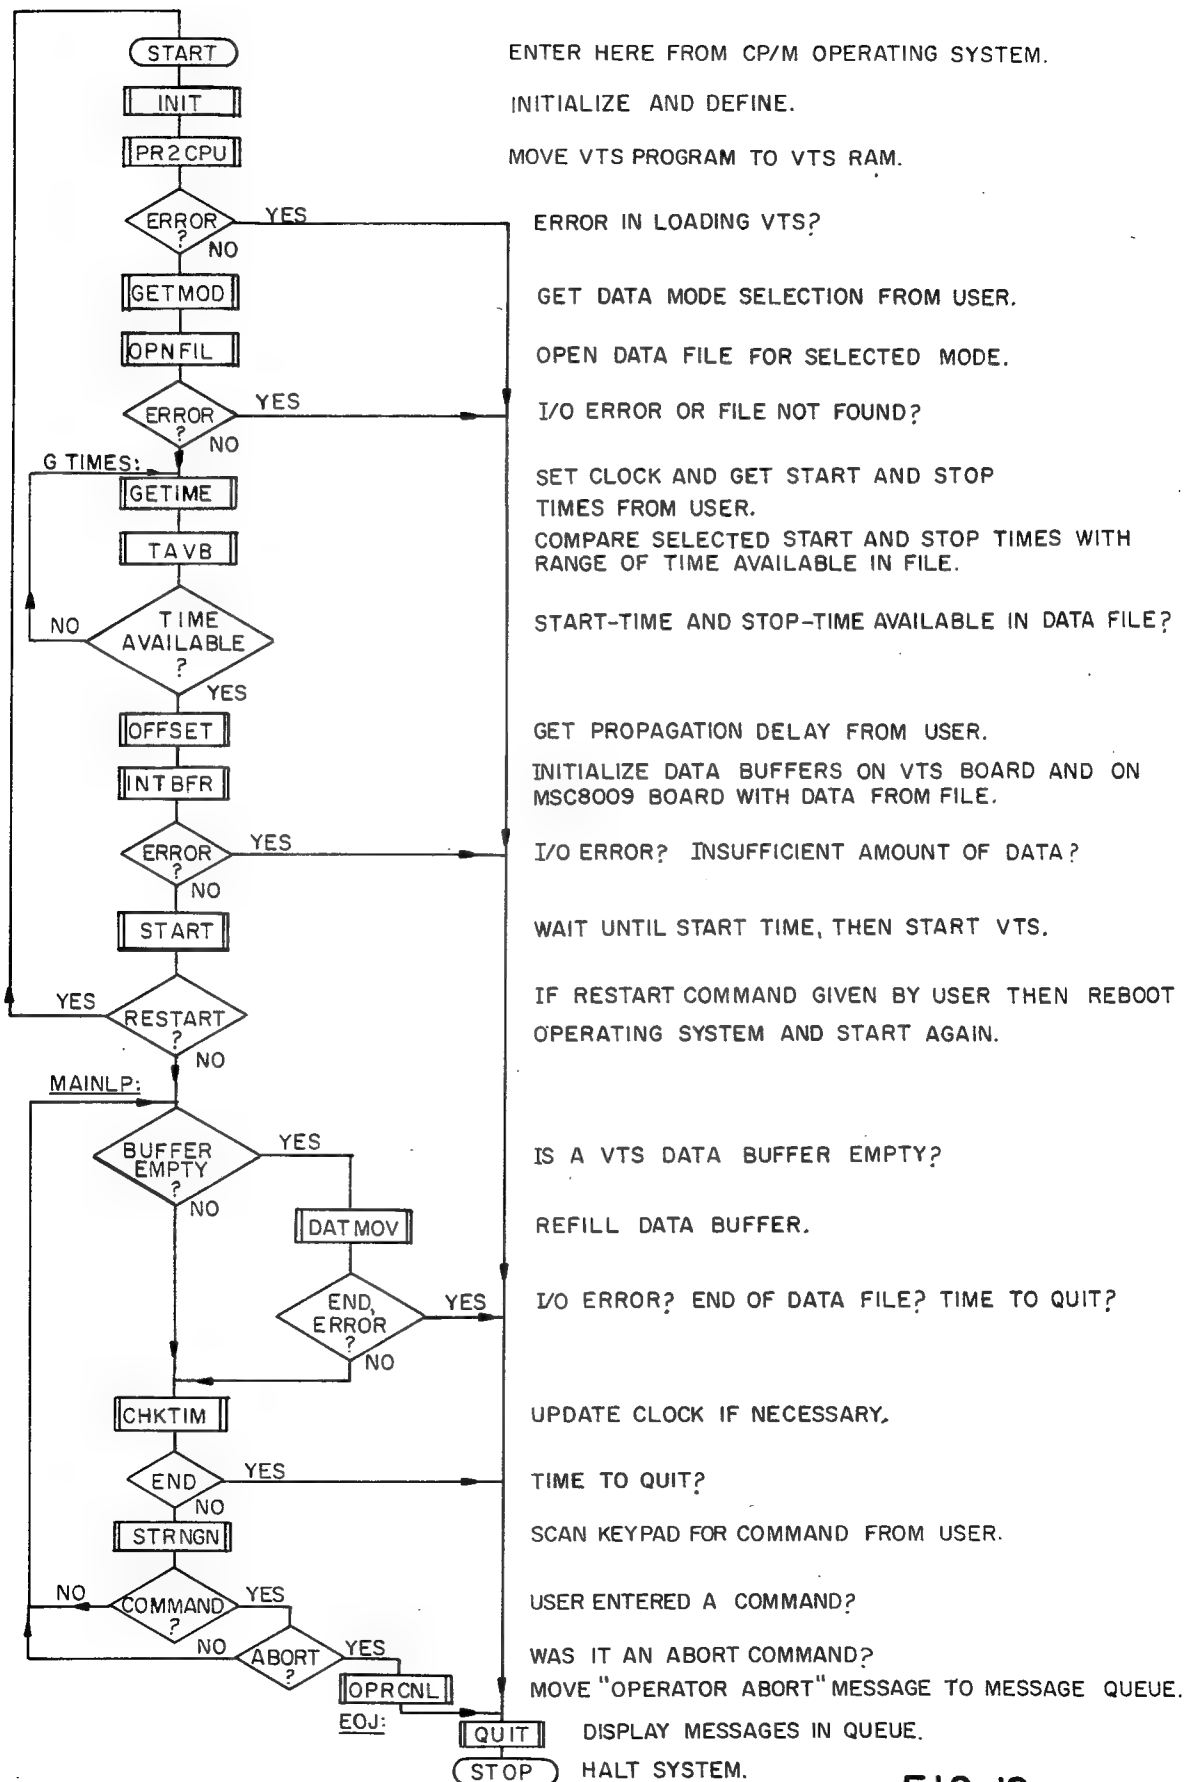 START
ENTER HERE FROM CP/M OPERATING SYSTEM.
INIT
INITIALIZE AND DEFINE.
PR2CPU
MOVE VTS PROGRAM TO VTS RAM.
ERROR
?
YES
NO
ERROR IN LOADING VTS?
GETMOD
GET DATA MODE SELECTION FROM USER.
OPNFIL
OPEN DATA FILE FOR SELECTED MODE.
ERROR
?
YES
NO
I/O ERROR OR FILE NOT FOUND?
G TIMES:
GETIME
SET CLOCK AND GET START AND STOP
TIMES FROM USER.
TAVB
COMPARE SELECTED START AND STOP TIMES WITH
RANGE OF TIME AVAILABLE IN FILE.
TIME
AVAILABLE
?
NO
YES
START-TIME AND STOP-TIME AVAILABLE IN DATA FILE?
OFFSET
GET PROPAGATION DELAY FROM USER.
INTBFR
INITIALIZE DATA BUFFERS ON VTS BOARD AND ON
MSC8009 BOARD WITH DATA FROM FILE.
ERROR
?
YES
NO
I/O ERROR? INSUFFICIENT AMOUNT OF DATA?
START
WAIT UNTIL START TIME, THEN START VTS.
YES
RESTART
?
NO
IF RESTART COMMAND GIVEN BY USER THEN REBOOT
OPERATING SYSTEM AND START AGAIN.
MAINLP:
BUFFER
EMPTY
?
YES
NO
IS A VTS DATA BUFFER EMPTY?
DATMOV
REFILL DATA BUFFER.
END,
ERROR
?
YES
NO
I/O ERROR? END OF DATA FILE? TIME TO QUIT?
CHKTIM
UPDATE CLOCK IF NECESSARY.
END
YES
NO
TIME TO QUIT?
STRNGN
SCAN KEYPAD FOR COMMAND FROM USER.
NO
COMMAND
?
YES
USER ENTERED A COMMAND?
NO
ABORT
?
YES
WAS IT AN ABORT COMMAND?
OPRCNL
MOVE "OPERATOR ABORT" MESSAGE TO MESSAGE QUEUE.
EOJ:
QUIT
DISPLAY MESSAGES IN QUEUE.
STOP
HALT SYSTEM.